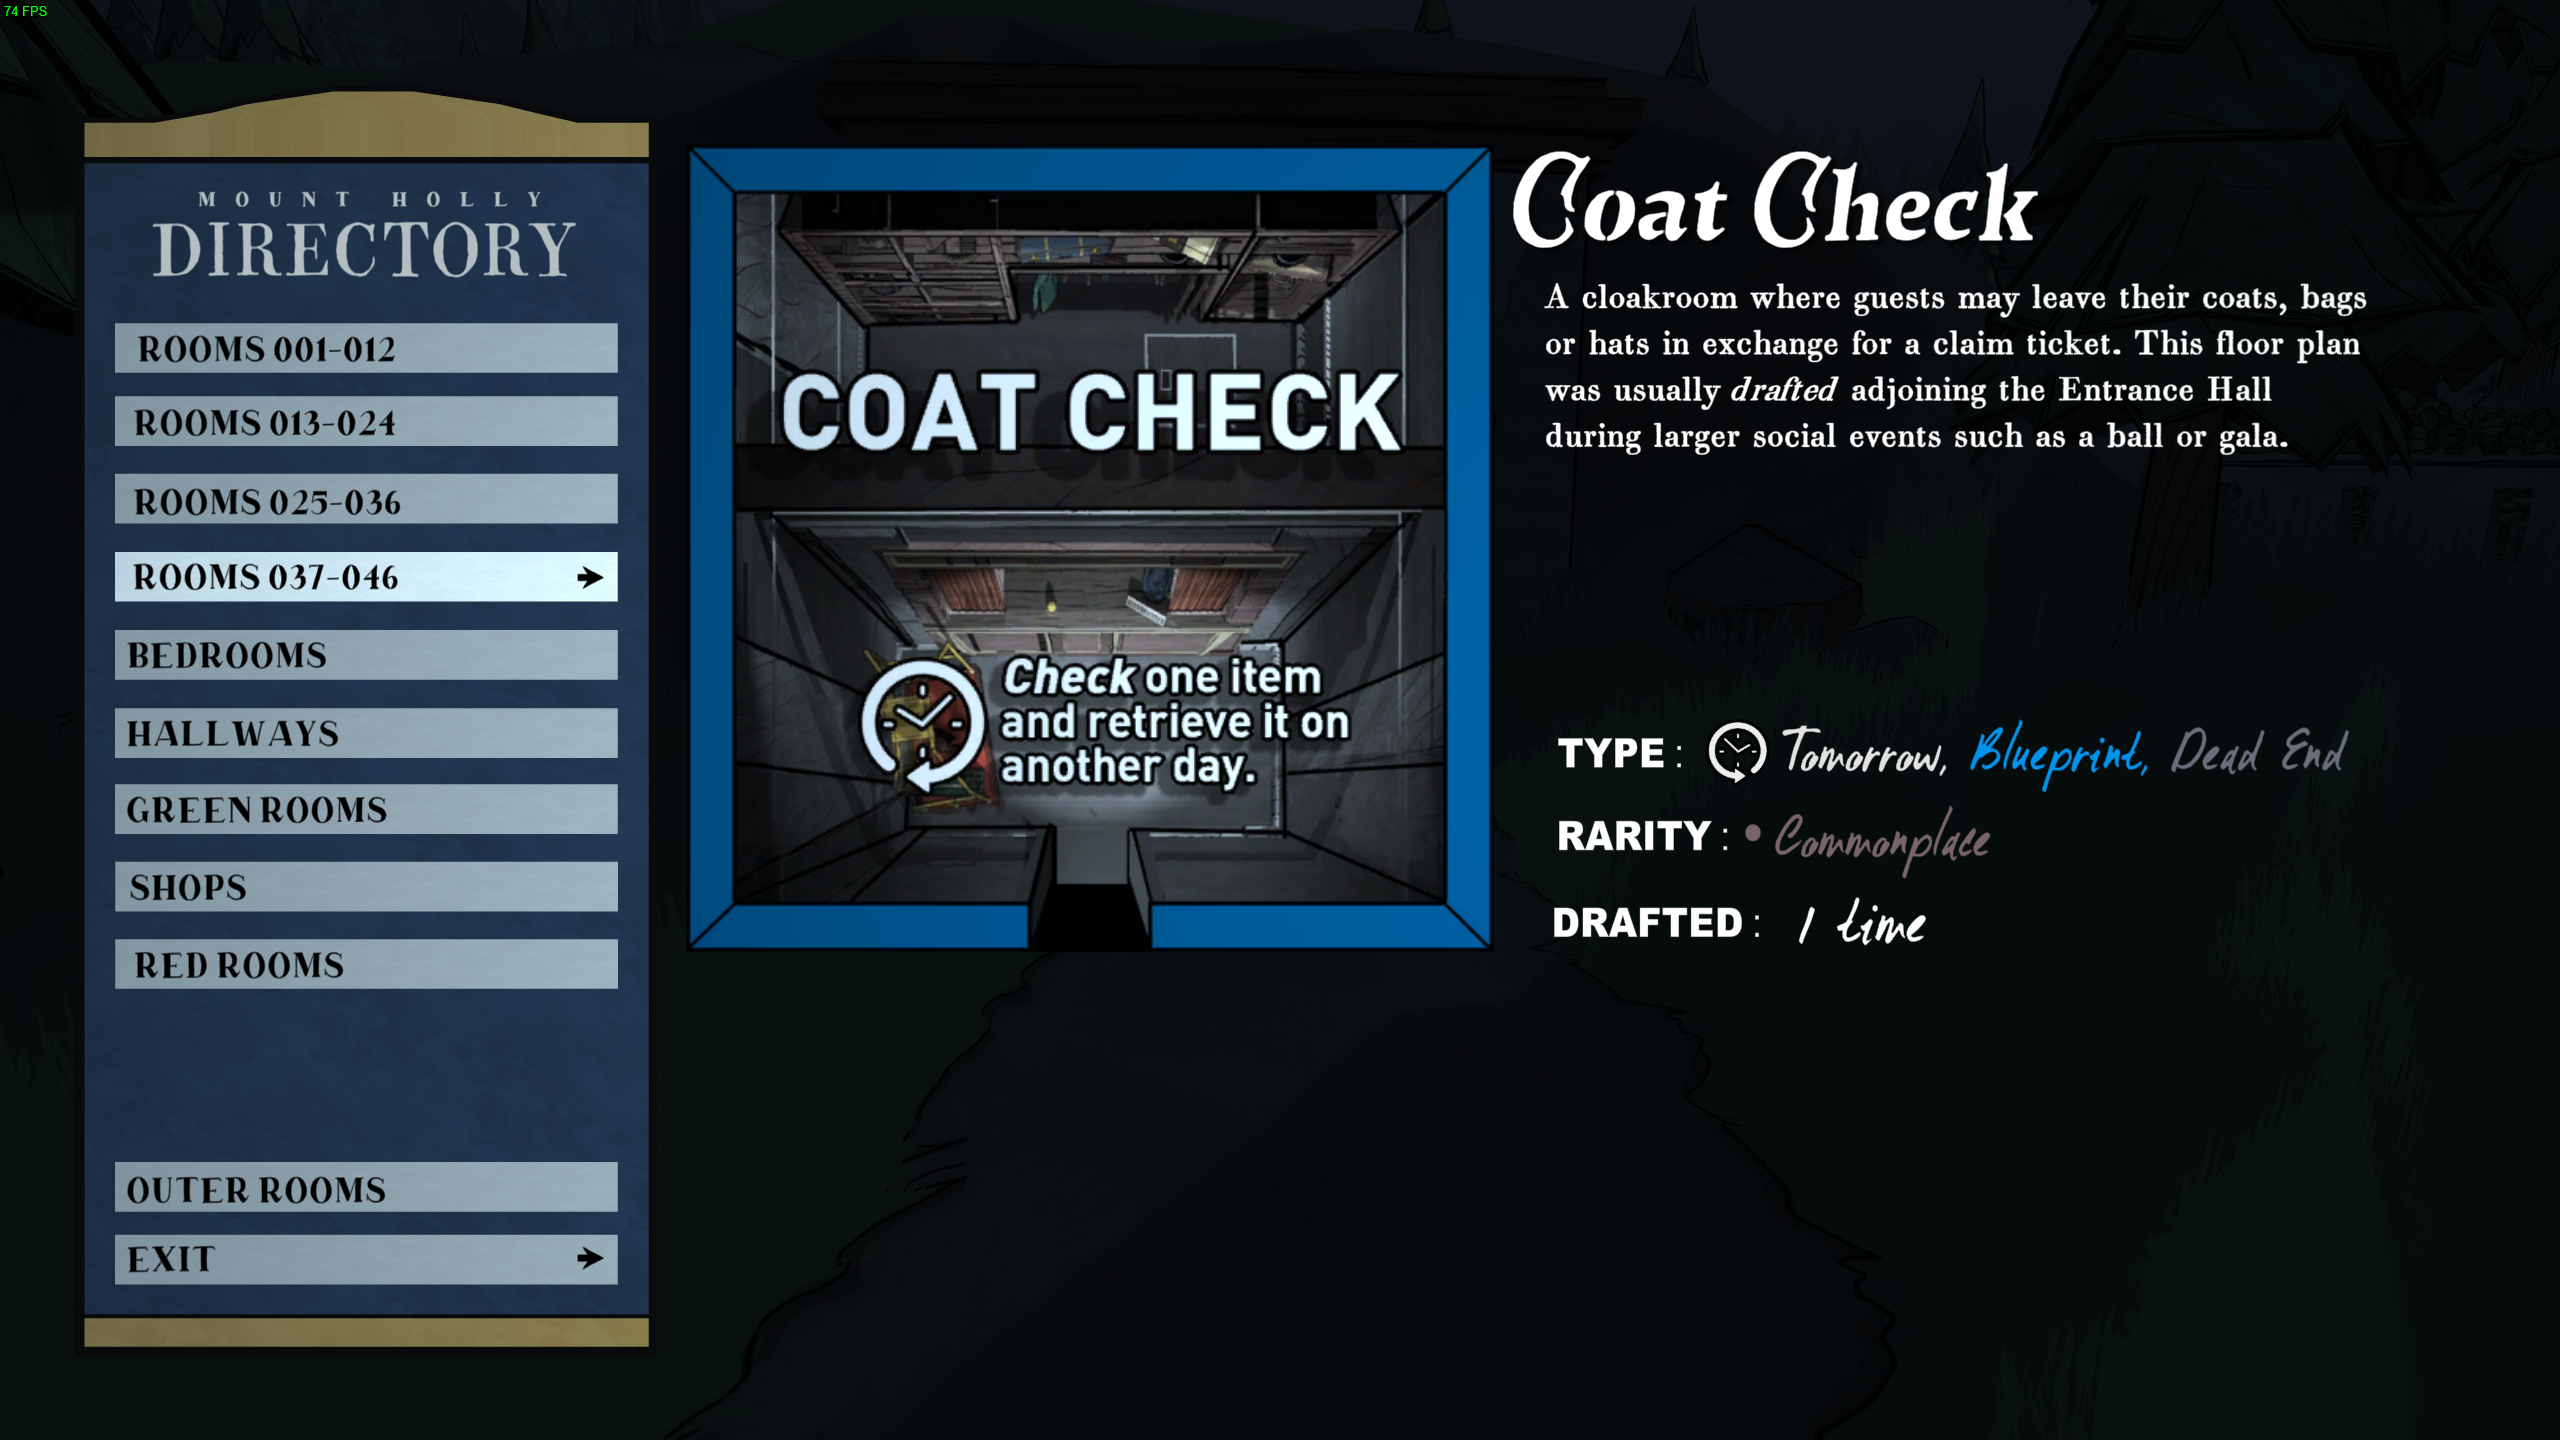 74 FPS
MOUNT HOLLY
DIRECTORY
ROOMS 001-012
ROOMS 013-024
ROOMS 025-036
ROOMS 037-046
BEDROOMS
HALLWAYS
GREEN ROOMS
SHOPS
RED ROOMS
OUTER ROOMS
EXIT
COAT CHECK
Check one item
and retrieve it on
another day.
Coat Check
A cloakroom where guests may leave their coats, bags
or hats in exchange for a claim ticket. This floor plan
was usually drafted adjoining the Entrance Hall
during larger social events such as a ball or gala.
TYPE : Tomorrow, Blueprint, Dead End
RARITY : • Commonplace
DRAFTED : 1 time